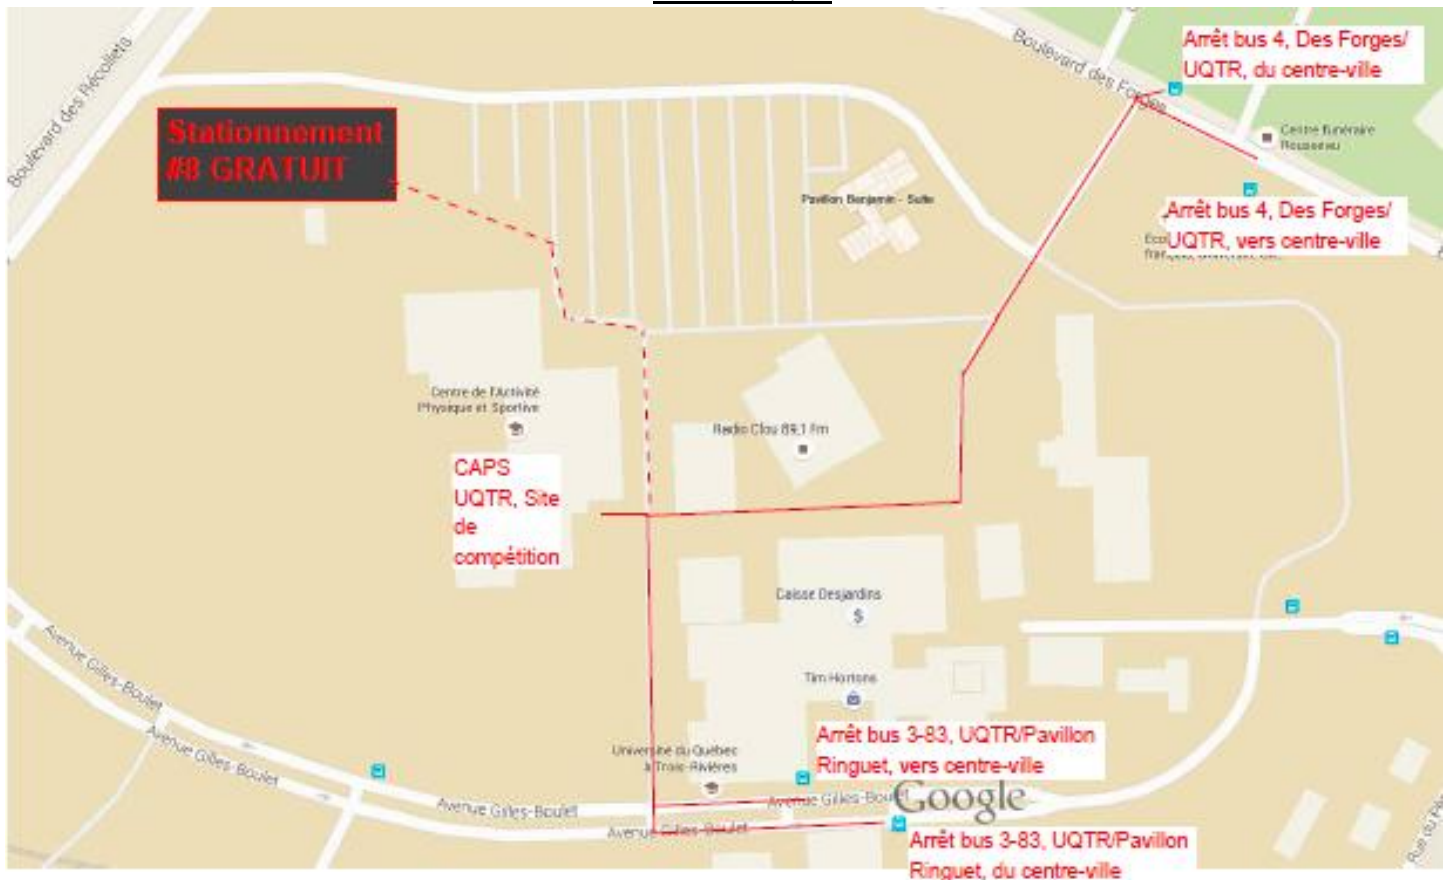 Boulevard des Récollets
Stationnement
#8 GRATUIT
Boulevard des Forges
Arrêt bus 4, Des Forges/
UQTR, du centre-ville
Centre funéraire
Rousseau
Pavillon Benjamin - Sulte
Arrêt bus 4, Des Forges/
UQTR, vers centre-ville
Centre de l'Activité
Physique et Sportive
Radio Clou 89,1 Fm
CAPS
UQTR, Site
de
compétition
Caisse Desjardins
Tim Hortons
Avenue Gilles-Boulet
Avenue Gilles-Boulet
Université du Québec
à Trois-Rivières
Arrêt bus 3-83, UQTR/Pavillon
Ringuet, vers centre-ville
Avenue Gilles-Boulet
Avenue Gilles-Boulet
Google
Avenue Gilles-Boulet
Arrêt bus 3-83, UQTR/Pavillon
Ringuet, du centre-ville